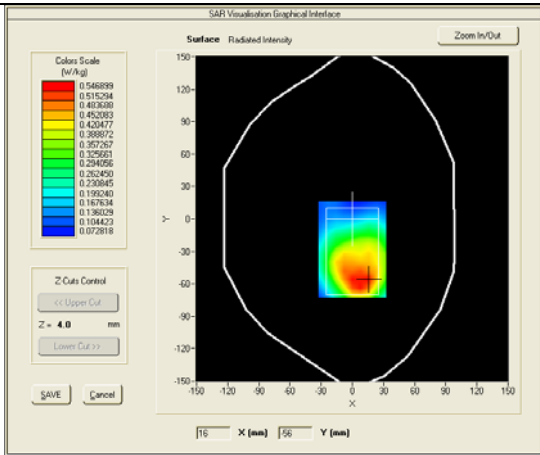 SAR Visualisation Graphical Interface
Surface Radiated Intensity
Zoom In/Out
Colors Scale
(W/kg)
0.546899
0.515294
0.483688
0.452083
0.420477
0.388872
0.357267
0.325661
0.294056
0.262450
0.230845
0.199240
0.167634
0.136029
0.104423
0.072818
150
120
90
60
30
0
-30
-60
-90
-120
-150
Y
-150 -120 -90 -60 -30 0 30 60 90 120 150
X
Z-Cuts Control
<< Upper Cut
Z = 4.0 mm
Lower Cut >>
SAVE Cancel
16 X (mm) -56 Y (mm)